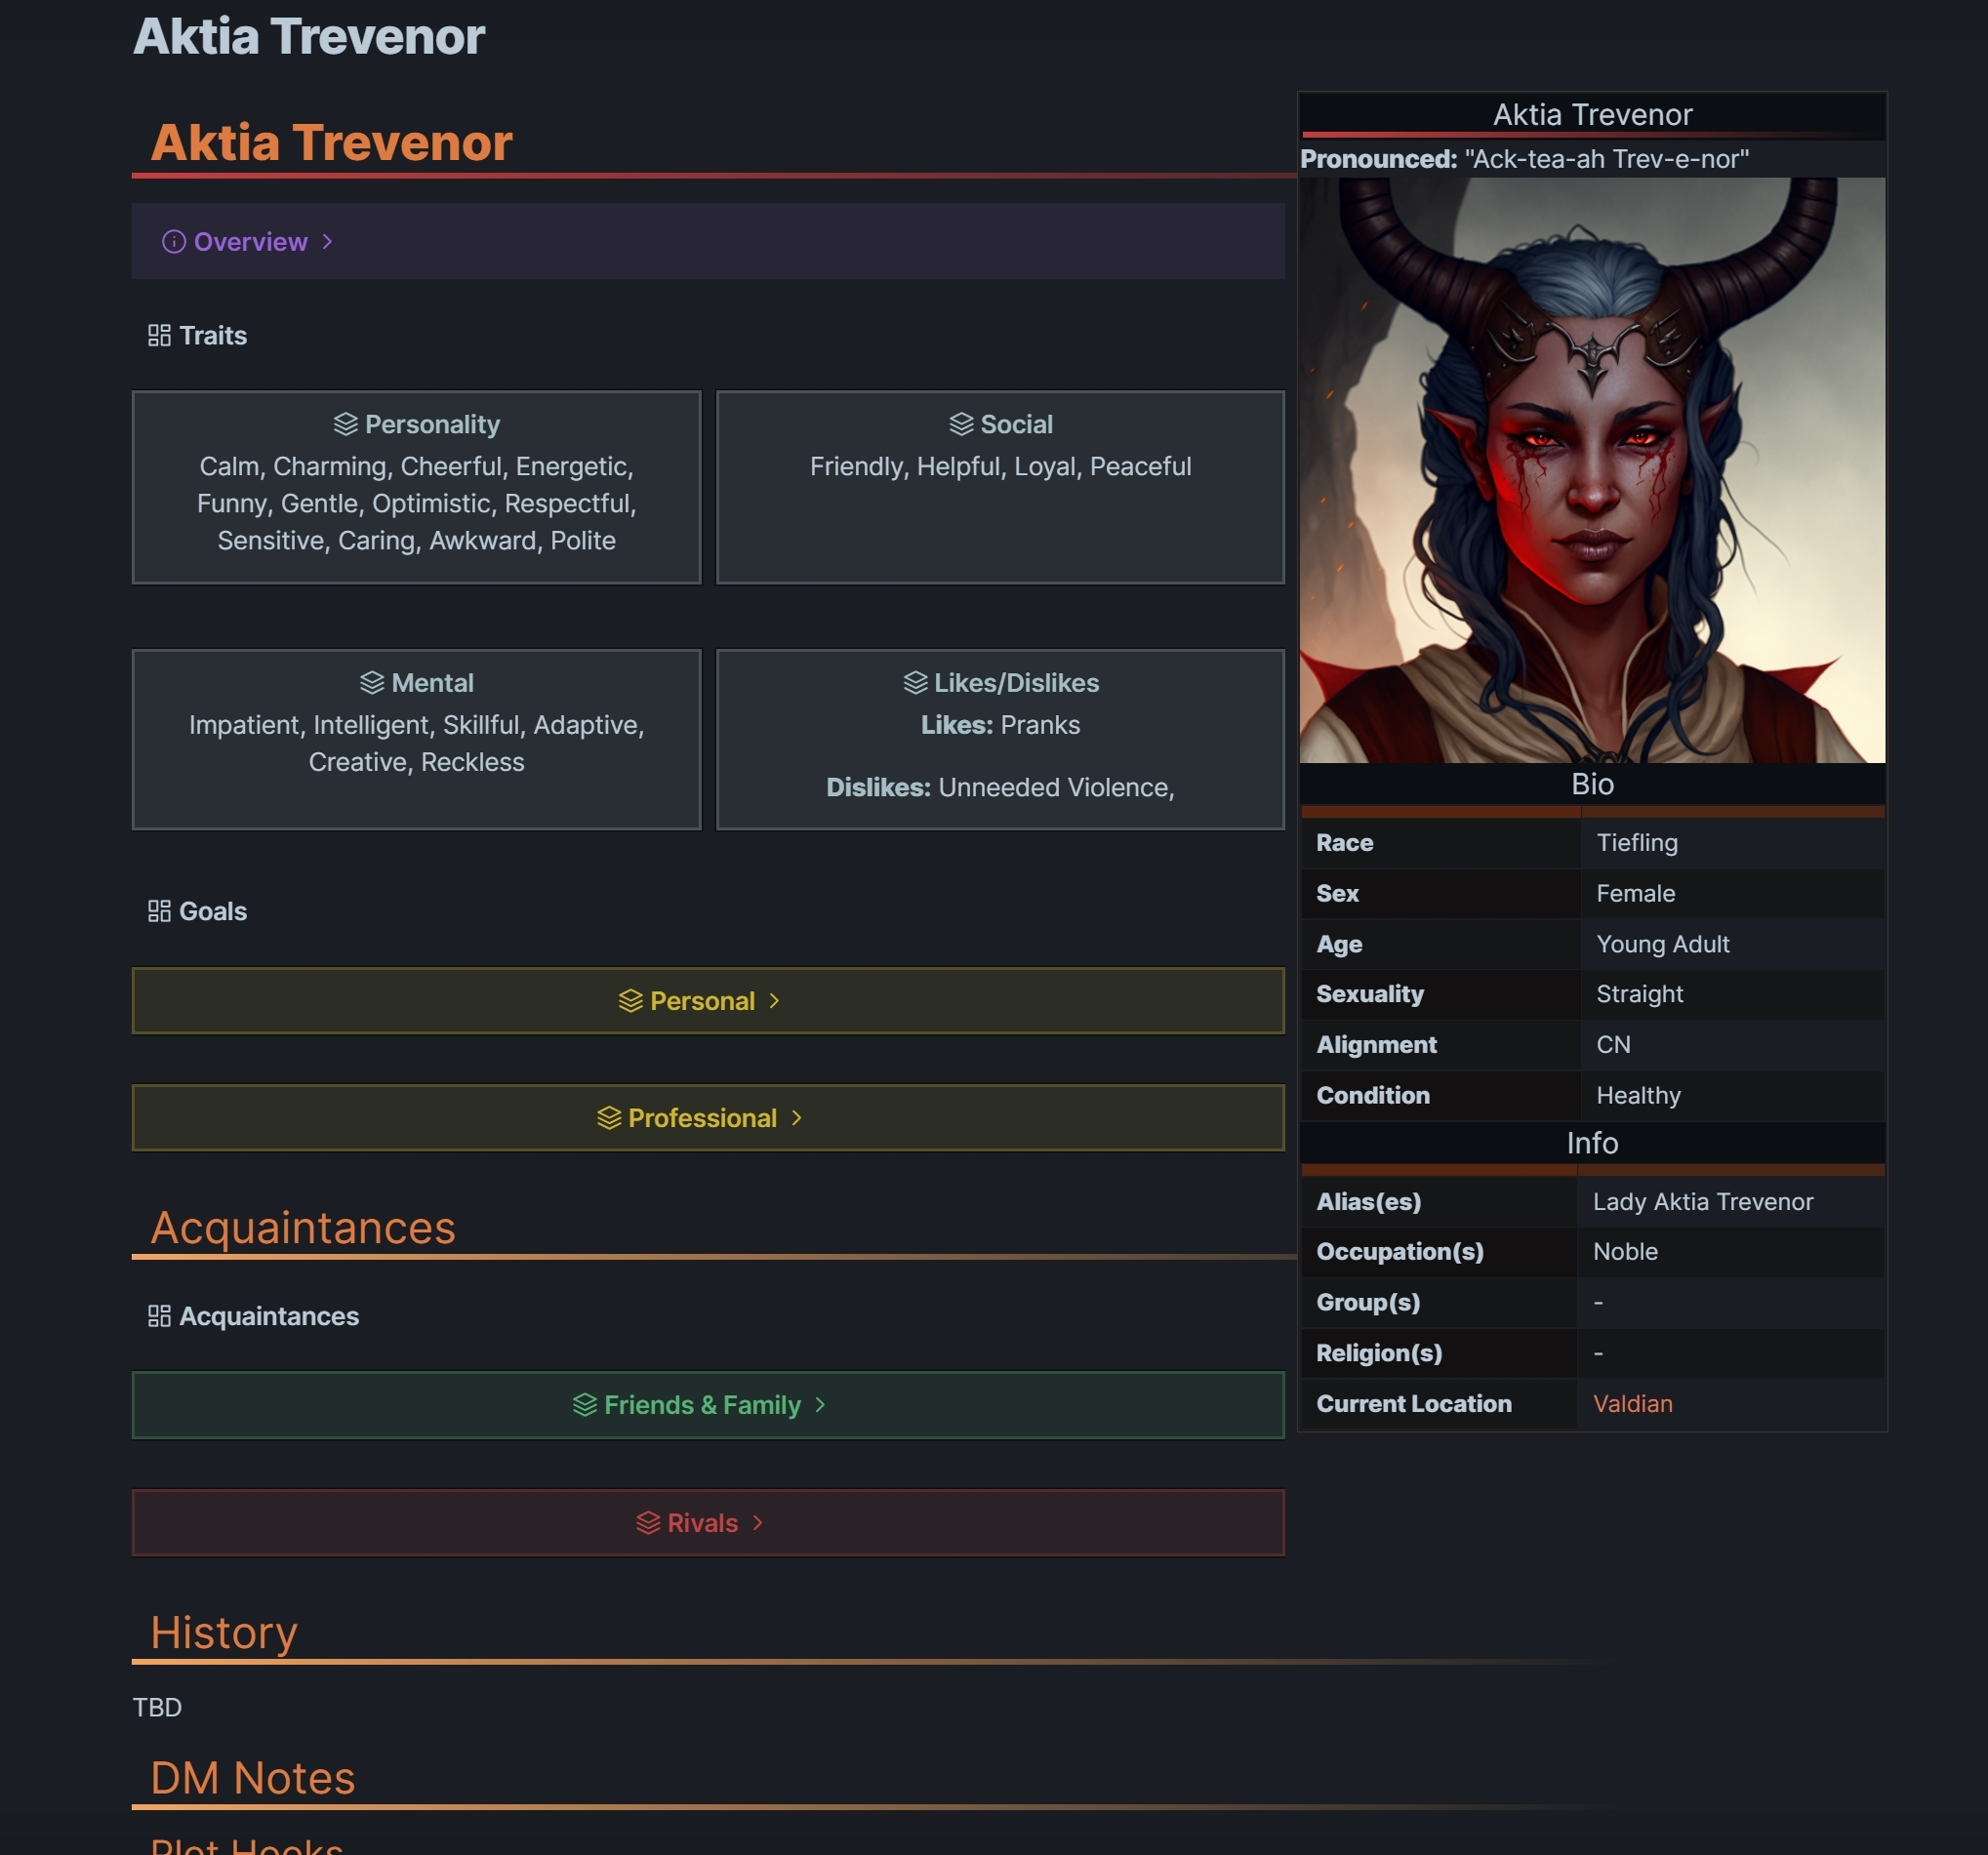 Aktia Trevenor
Aktia Trevenor
Overview
Traits
Personality
Calm, Charming, Cheerful, Energetic,
Funny, Gentle, Optimistic, Respectful,
Sensitive, Caring, Awkward, Polite
Social
Friendly, Helpful, Loyal, Peaceful
Mental
Impatient, Intelligent, Skillful, Adaptive,
Creative, Reckless
Likes/Dislikes
Likes: Pranks
Dislikes: Unneeded Violence,
Goals
Personal
Professional
Acquaintances
Acquaintances
Friends & Family
Rivals
History
TBD
DM Notes
Plot Hooks
Aktia Trevenor
Pronounced: "Ack-tea-ah Trev-e-nor"
Bio
Race Tiefling
Sex Female
Age Young Adult
Sexuality Straight
Alignment CN
Condition Healthy
Info
Alias(es) Lady Aktia Trevenor
Occupation(s) Noble
Group(s) -
Religion(s) -
Current Location Valdian